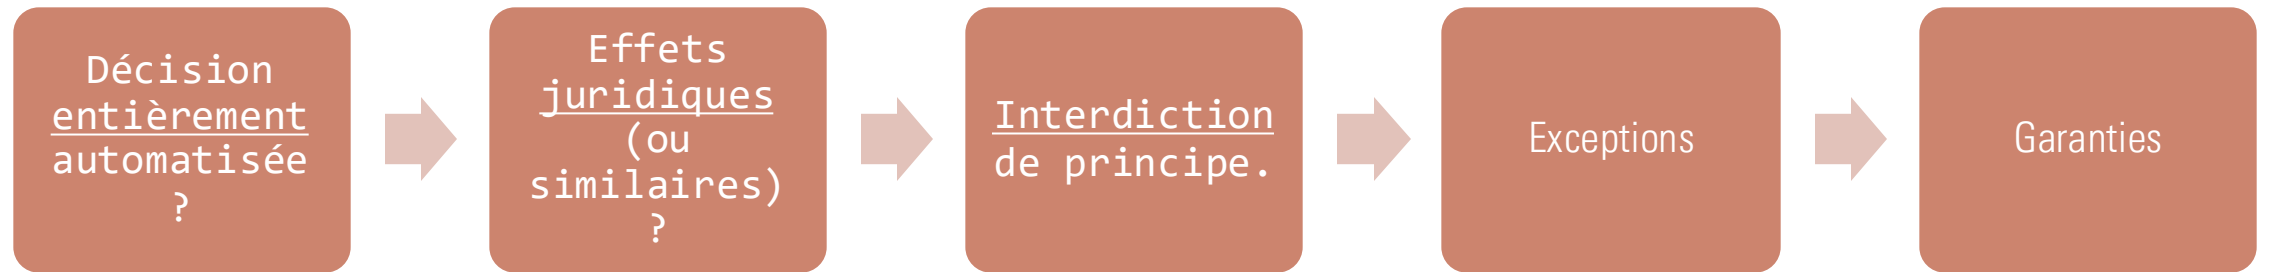 Décision
entièrement
automatisée
?
Effets
juridiques
(ou
similaires)
?
Interdiction
de principe.
Exceptions
Garanties